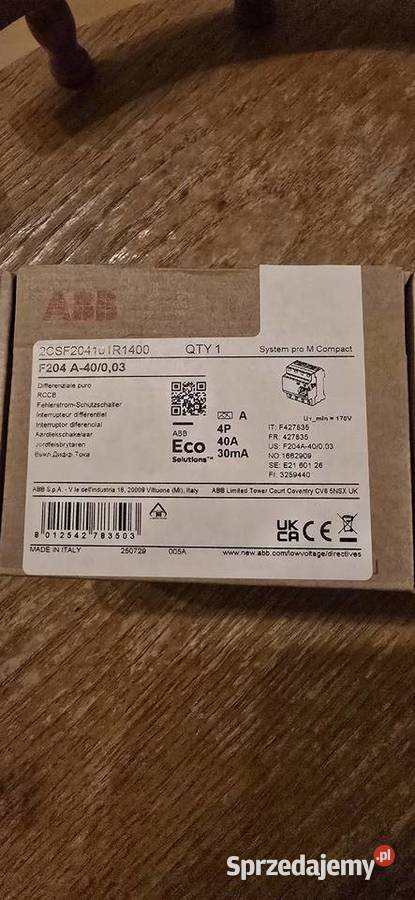 ABB
2CSF204101R1400 QTY 1 System pro M Compact
F204 A-40/0,03
Differenziale puro
RCCB
Fehlerstrom-Schutzschalter
Interrupteur différentiel
Interruptor diferencial
Aardlekschakelaar
Jordfelsbrytaren
Выкл.Дифф.Тока
ABB
Eco
Solutions™
A
4P
40A
30mA
UT_min = 170V
IT: F427835
FR: 427835
US: F204A-40/0.03
NO: 1662909
SE: E21 601 26
FI: 3259440
ABB S.p.A. - V.le dell'industria 18, 20009 Vittuone (MI), Italy ABB Limited Tower Court Coventry CV6 5NSX UK
8 012542 783503
UK
CA CE
MADE IN ITALY 250729 005A www.new.abb.com/lowvoltage/directives
Sprzedajemy.pl